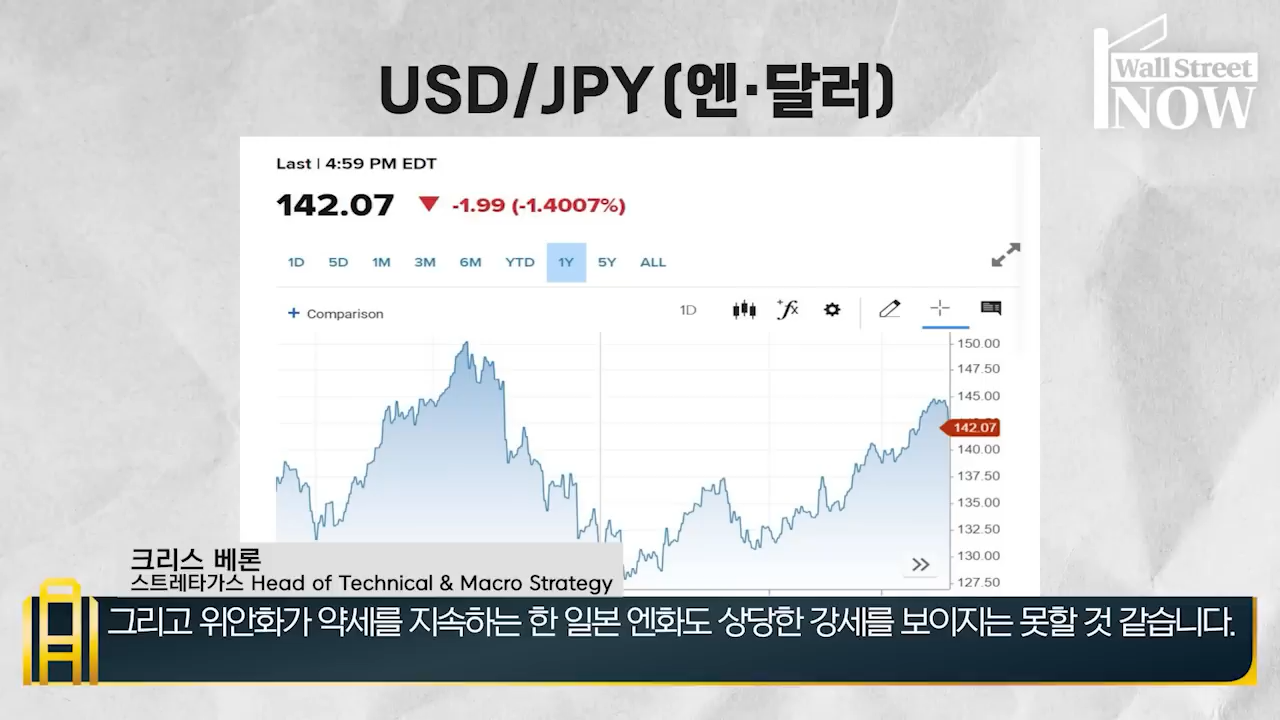 USD/JPY(엔·달러)
Wall Street
NOW
Last | 4:59 PM EDT
142.07 ▼ -1.99 (-1.4007%)
1D 5D 1M 3M 6M YTD 1Y 5Y ALL
+ Comparison 1D
150.00
147.50
145.00
142.07
140.00
137.50
135.00
132.50
130.00
127.50
크리스 베론
스트레타가스 Head of Technical & Macro Strategy
그리고 위안화가 약세를 지속하는 한 일본 엔화도 상당한 강세를 보이지는 못할 것 같습니다.